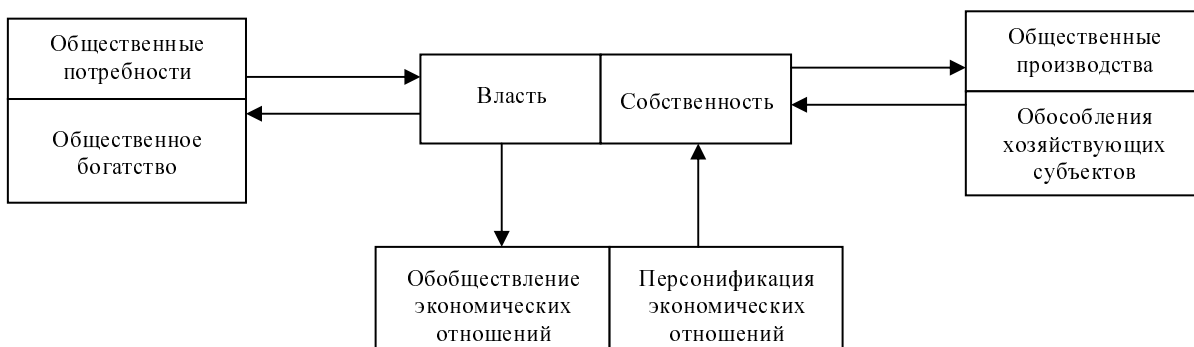 Общественные
потребности
Общественное
богатство
Власть
Собственность
Общественные
производства
Обособления
хозяйствующих
субъектов
Обобществление
экономических
отношений
Персонификация
экономических
отношений